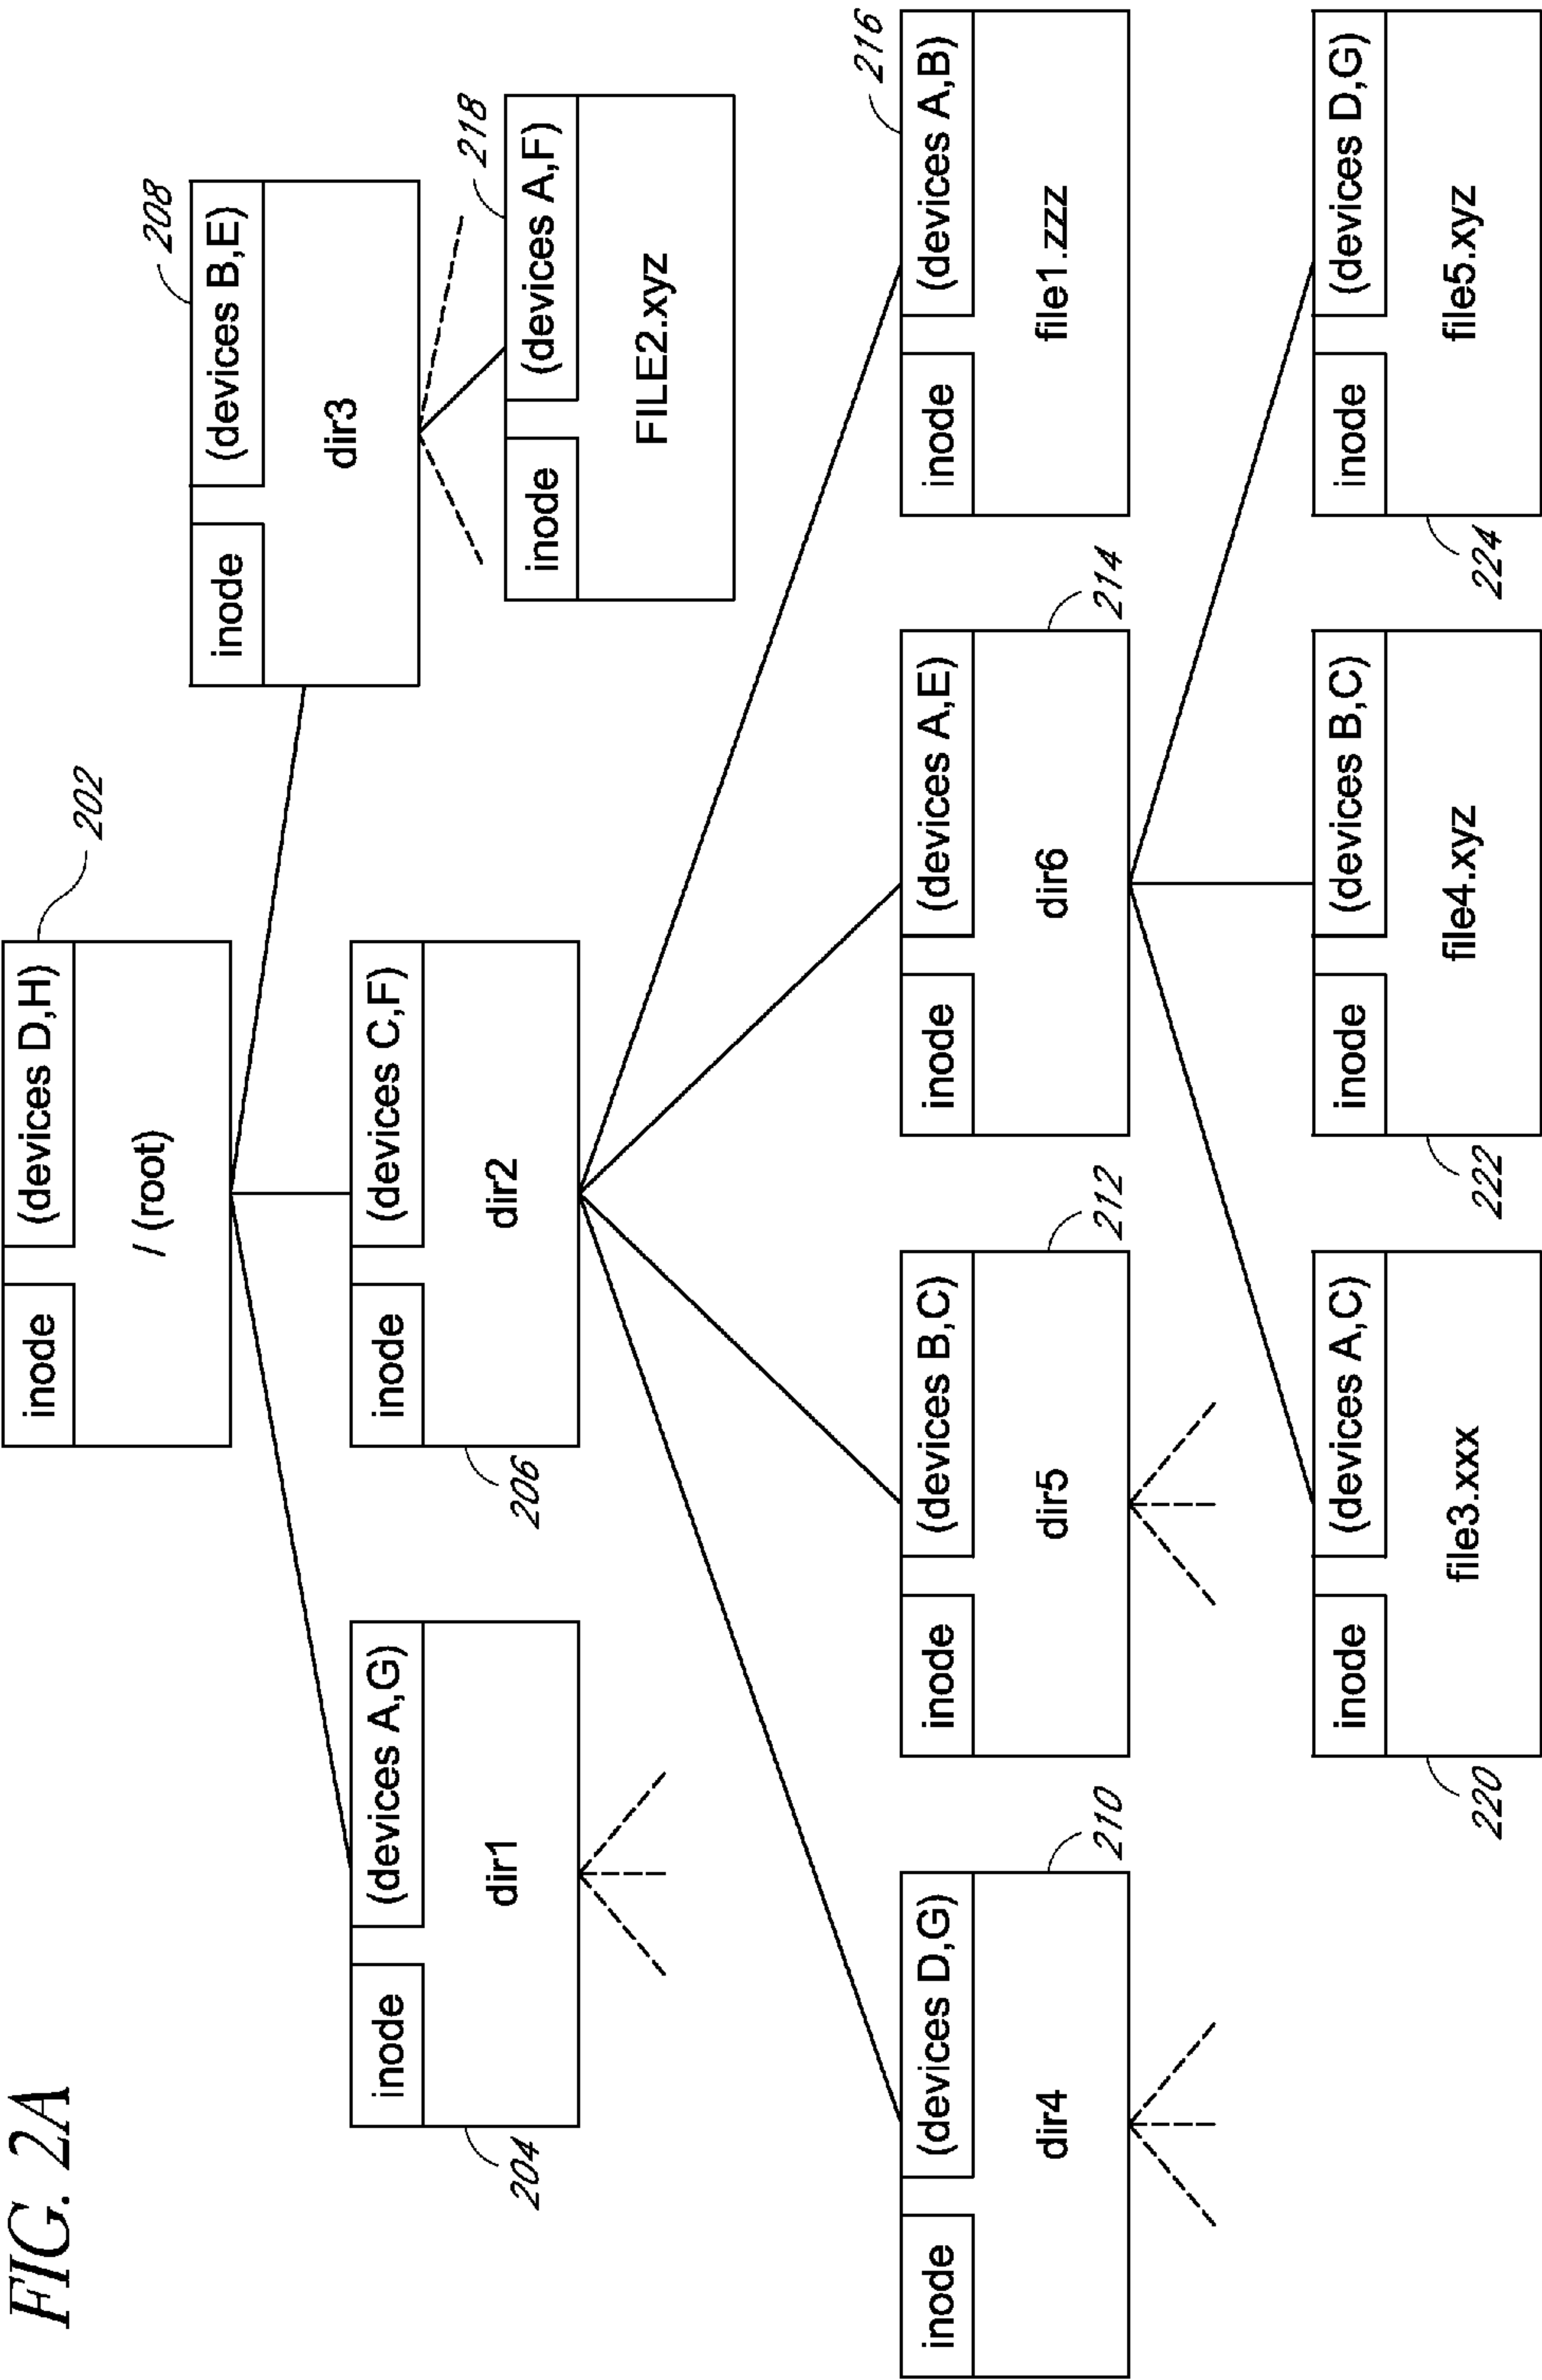 FIG. 2A
inode
(devices D,H)
202
/ (root)
inode
(devices B,E)
208
dir3
inode
(devices A,G)
dir1
204
inode
(devices C,F)
dir2
206
inode
(devices A,F)
218
FILE2.xyz
inode
(devices D,G)
dir4
210
inode
(devices B,C)
dir5
212
inode
(devices A,E)
dir6
214
inode
(devices A,B)
216
file1.zzz
inode
(devices A,C)
file3.xxx
220
inode
(devices B,C)
file4.xyz
222
inode
(devices D,G)
file5.xyz
224